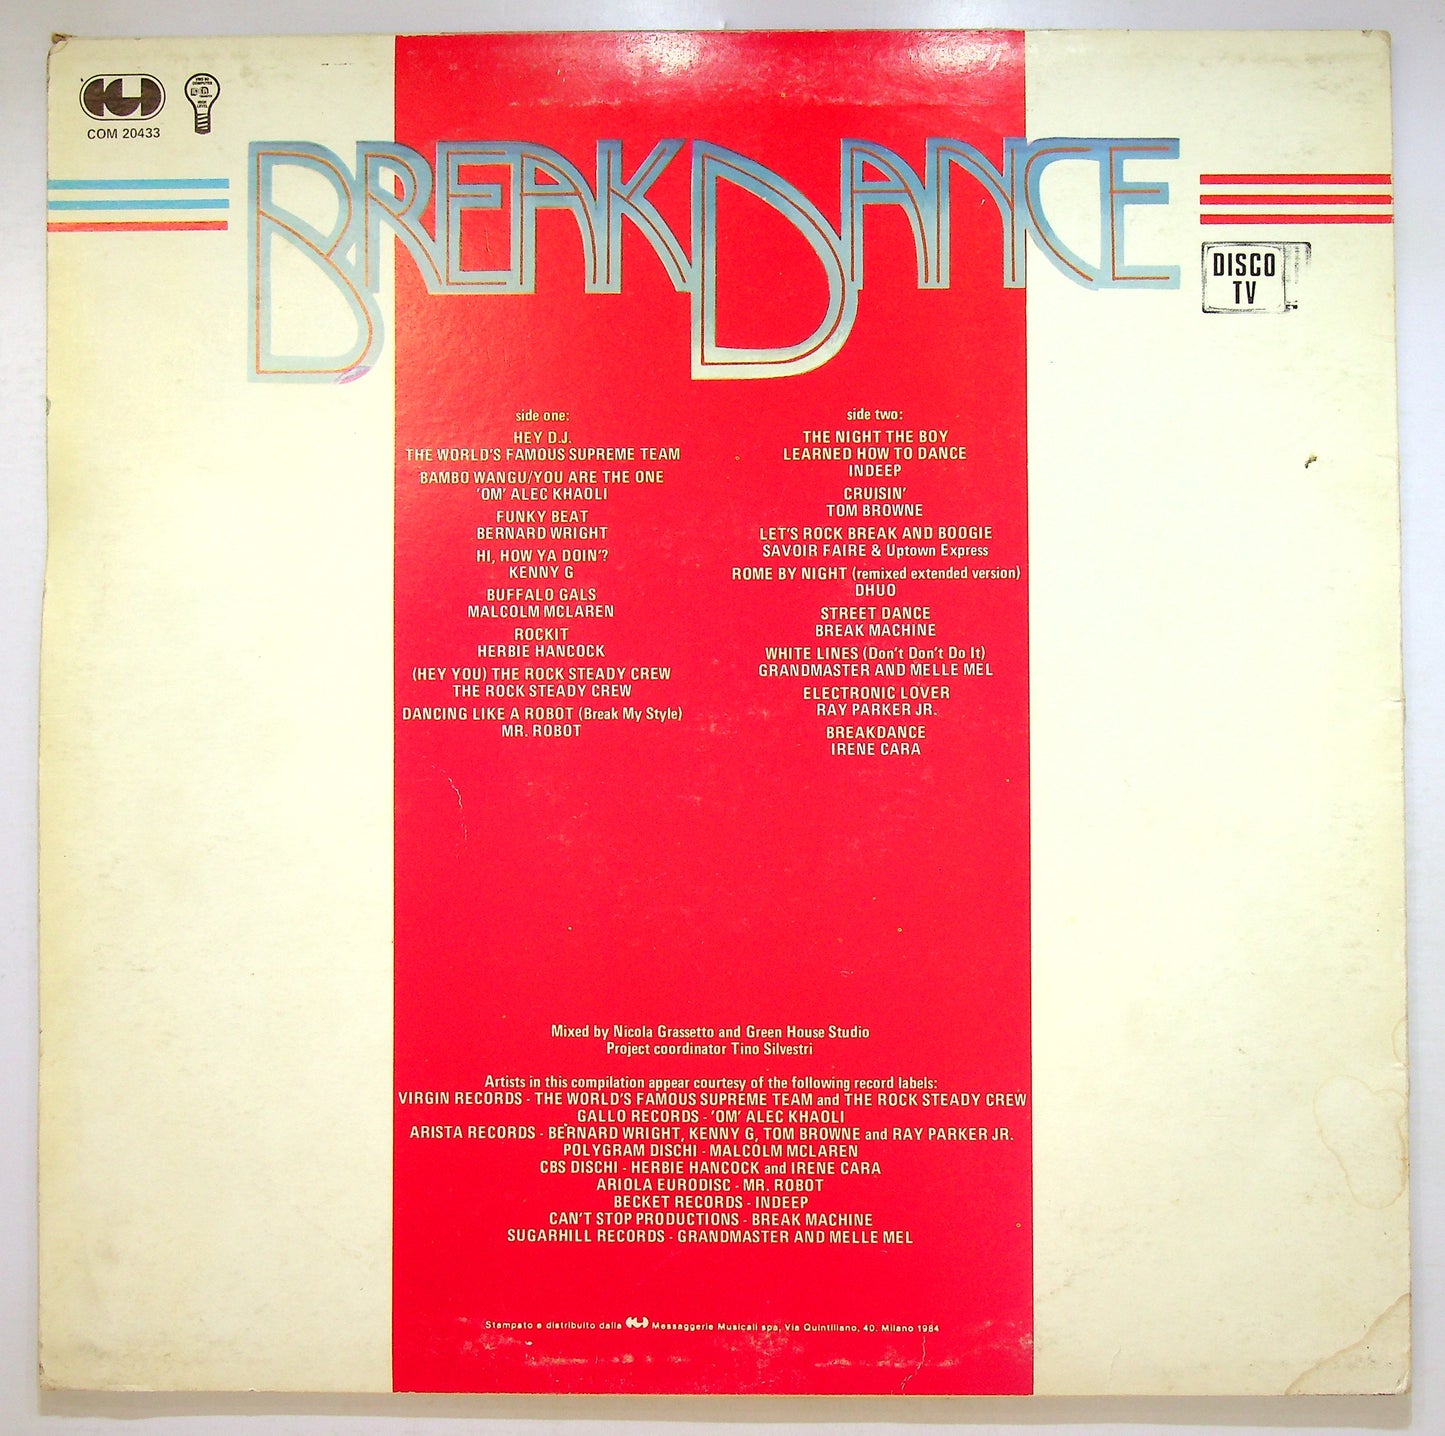 COM 20433
BREAKDANCE
DISCO
TV
side one:
HEY D.J.
THE WORLD'S FAMOUS SUPREME TEAM
BAMBO WANGU/YOU ARE THE ONE
'OM' ALEC KHAOLI
FUNKY BEAT
BERNARD WRIGHT
HI, HOW YA DOIN'?
KENNY G
BUFFALO GALS
MALCOLM MCLAREN
ROCKIT
HERBIE HANCOCK
(HEY YOU) THE ROCK STEADY CREW
THE ROCK STEADY CREW
DANCING LIKE A ROBOT (Break My Style)
MR. ROBOT
side two:
THE NIGHT THE BOY
LEARNED HOW TO DANCE
INDEEP
CRUISIN'
TOM BROWNE
LET'S ROCK BREAK AND BOOGIE
SAVOIR FAIRE & Uptown Express
ROME BY NIGHT (remixed extended version)
DHUO
STREET DANCE
BREAK MACHINE
WHITE LINES (Don't Don't Do It)
GRANDMASTER AND MELLE MEL
ELECTRONIC LOVER
RAY PARKER JR.
BREAKDANCE
IRENE CARA
Mixed by Nicola Grassetto and Green House Studio
Project coordinator Tino Silvestri
Artists in this compilation appear courtesy of the following record labels:
VIRGIN RECORDS - THE WORLD'S FAMOUS SUPREME TEAM and THE ROCK STEADY CREW
GALLO RECORDS - 'OM' ALEC KHAOLI
ARISTA RECORDS - BERNARD WRIGHT, KENNY G, TOM BROWNE and RAY PARKER JR.
POLYGRAM DISCHI - MALCOLM MCLAREN
CBS DISCHI - HERBIE HANCOCK and IRENE CARA
ARIOLA EURODISC - MR. ROBOT
BECKET RECORDS - INDEEP
CAN'T STOP PRODUCTIONS - BREAK MACHINE
SUGARHILL RECORDS - GRANDMASTER AND MELLE MEL
Stampato e distribuito dalla Messaggerie Musicali spa, Via Quintiliano, 40. Milano 1984